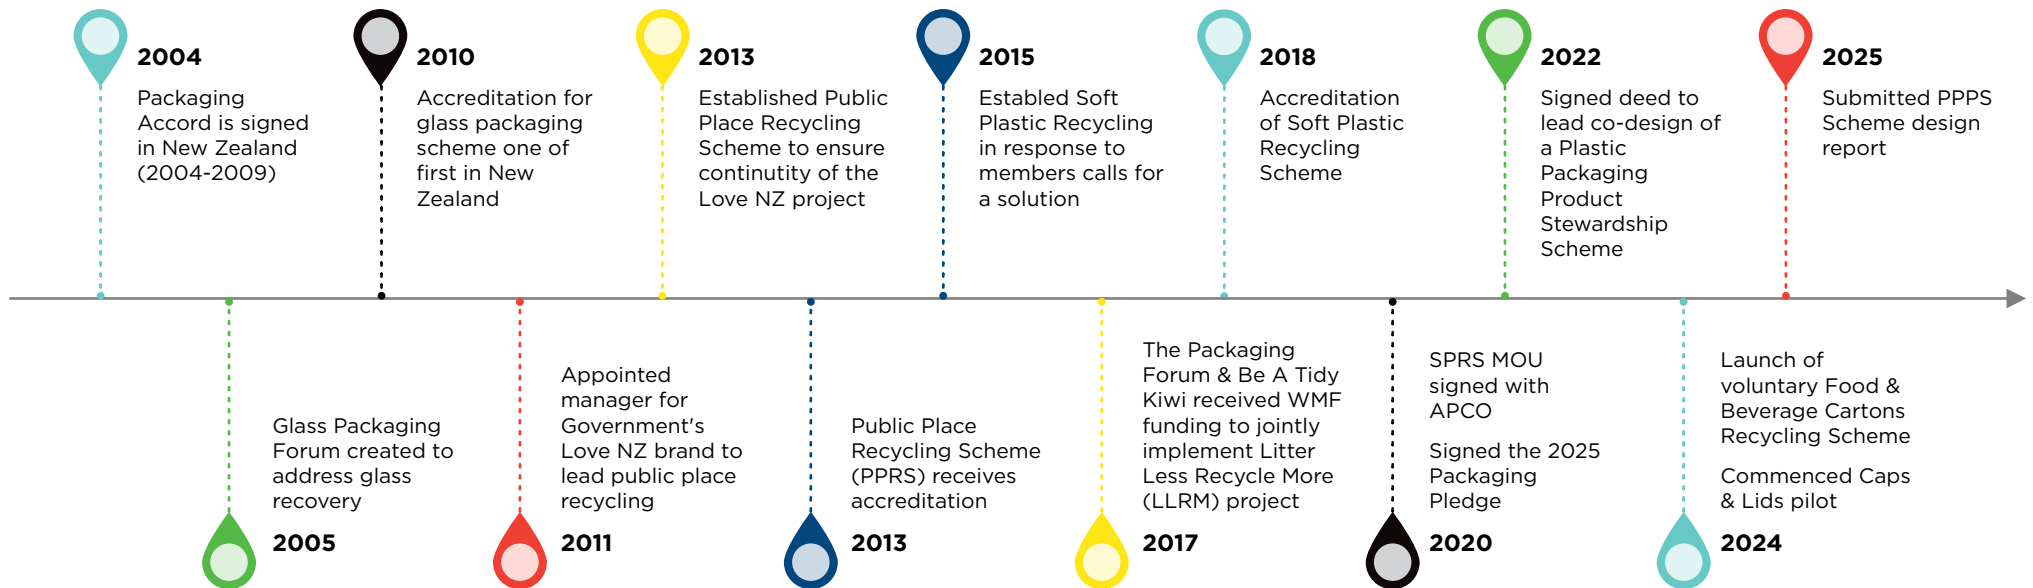 2004
Packaging
Accord is signed
in New Zealand
(2004-2009)
2010
Accreditation for
glass packaging
scheme one of
first in New
Zealand
2013
Established Public
Place Recycling
Scheme to ensure
continutity of the
Love NZ project
2015
Establed Soft
Plastic Recycling
in response to
members calls for
a solution
2018
Accreditation
of Soft Plastic
Recycling
Scheme
2022
Signed deed to
lead co-design of
a Plastic
Packaging
Product
Stewardship
Scheme
2025
Submitted PPPS
Scheme design
report
Glass Packaging
Forum created to
address glass
recovery
2005
Appointed
manager for
Government's
Love NZ brand to
lead public place
recycling
2011
Public Place
Recycling Scheme
(PPRS) receives
accreditation
2013
The Packaging
Forum & Be A Tidy
Kiwi received WMF
funding to jointly
implement Litter
Less Recycle More
(LLRM) project
2017
SPRS MOU
signed with
APCO
Signed the 2025
Packaging
Pledge
2020
Launch of
voluntary Food &
Beverage Cartons
Recycling Scheme
Commenced Caps
& Lids pilot
2024